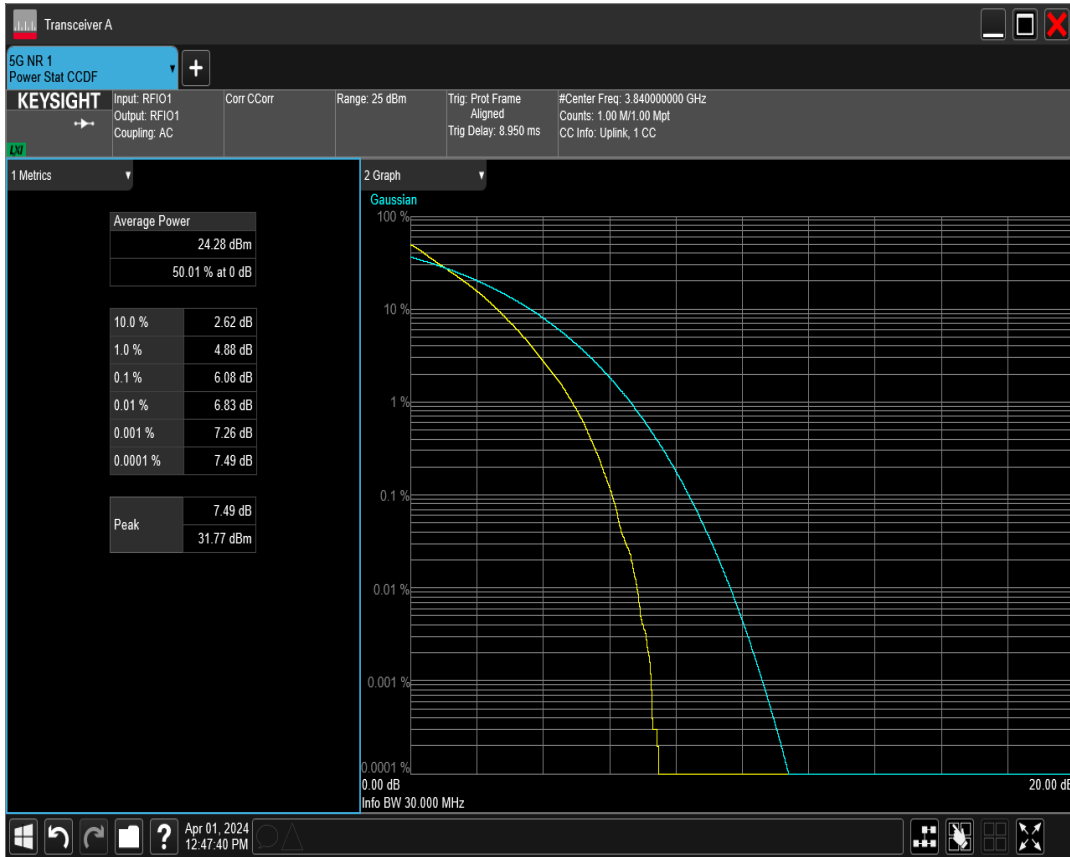 Transceiver A
5G NR 1
Power Stat CCDF
KEYSIGHT
LXI
Input: RFIO1
Output: RFIO1
Coupling: AC
Corr CCorr
Range: 25 dBm
Trig: Prot Frame
Aligned
Trig Delay: 8.950 ms
#Center Freq: 3.840000000 GHz
Counts: 1.00 M/1.00 Mpt
CC Info: Uplink, 1 CC
1 Metrics
Average Power
24.28 dBm
50.01 % at 0 dB
10.0 % 2.62 dB
1.0 % 4.88 dB
0.1 % 6.08 dB
0.01 % 6.83 dB
0.001 % 7.26 dB
0.0001 % 7.49 dB
Peak
7.49 dB
31.77 dBm
2 Graph
Gaussian
100 %
10 %
1 %
0.1 %
0.01 %
0.001 %
0.0001 %
0.00 dB 20.00 dB
Info BW 30.000 MHz
?
Apr 01, 2024
12:47:40 PM